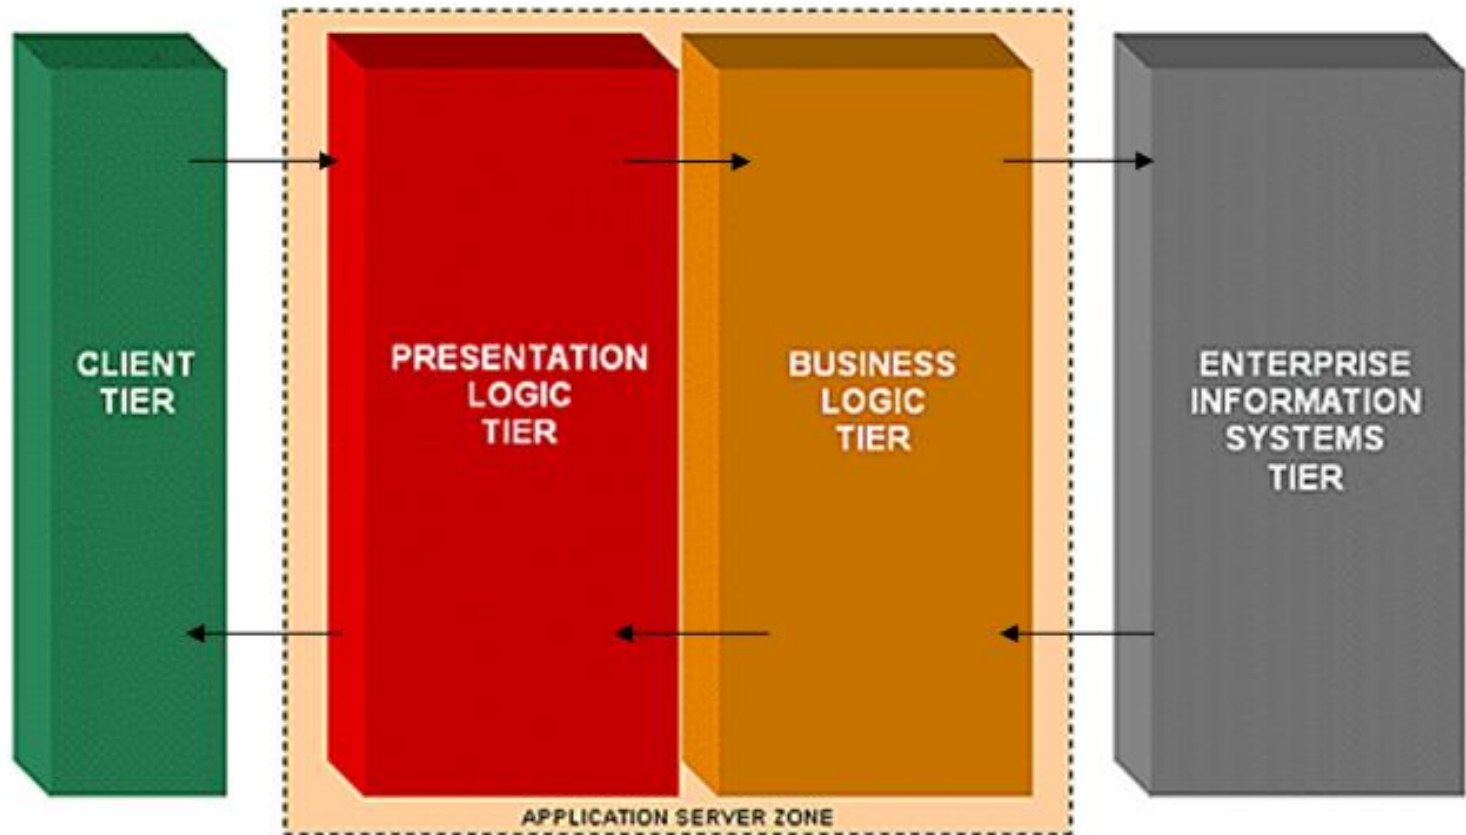 CLIENT
TIER
PRESENTATION
LOGIC
TIER
BUSINESS
LOGIC
TIER
ENTERPRISE
INFORMATION
SYSTEMS
TIER
APPLICATION SERVER ZONE